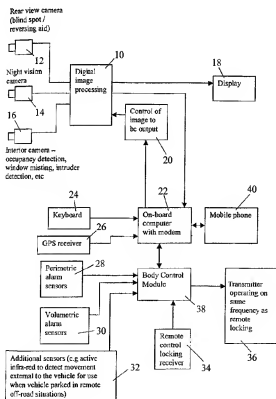 Rear view camera
(blind spot /
reversing aid)
12
Night vision
camera
14
16
Interior camera –
occupancy detection,
window misting, intruder
detection, etc
10
Digital
image
processing
18
Display
Control of
image to
be output
20
24
Keyboard
26
GPS receiver
22
On-board
computer
with modem
40
Mobile phone
Perimetric
alarm
sensors
28
Volumetric
alarm
sensors
30
Body Control
Module
38
Transmitter
operating on
same
frequency as
remote
locking
36
Additional sensors (e.g active
infra-red to detect movement
external to the vehicle for use
when vehicle parked in remote
off-road situations)
32
Remote
control
locking
receiver
34